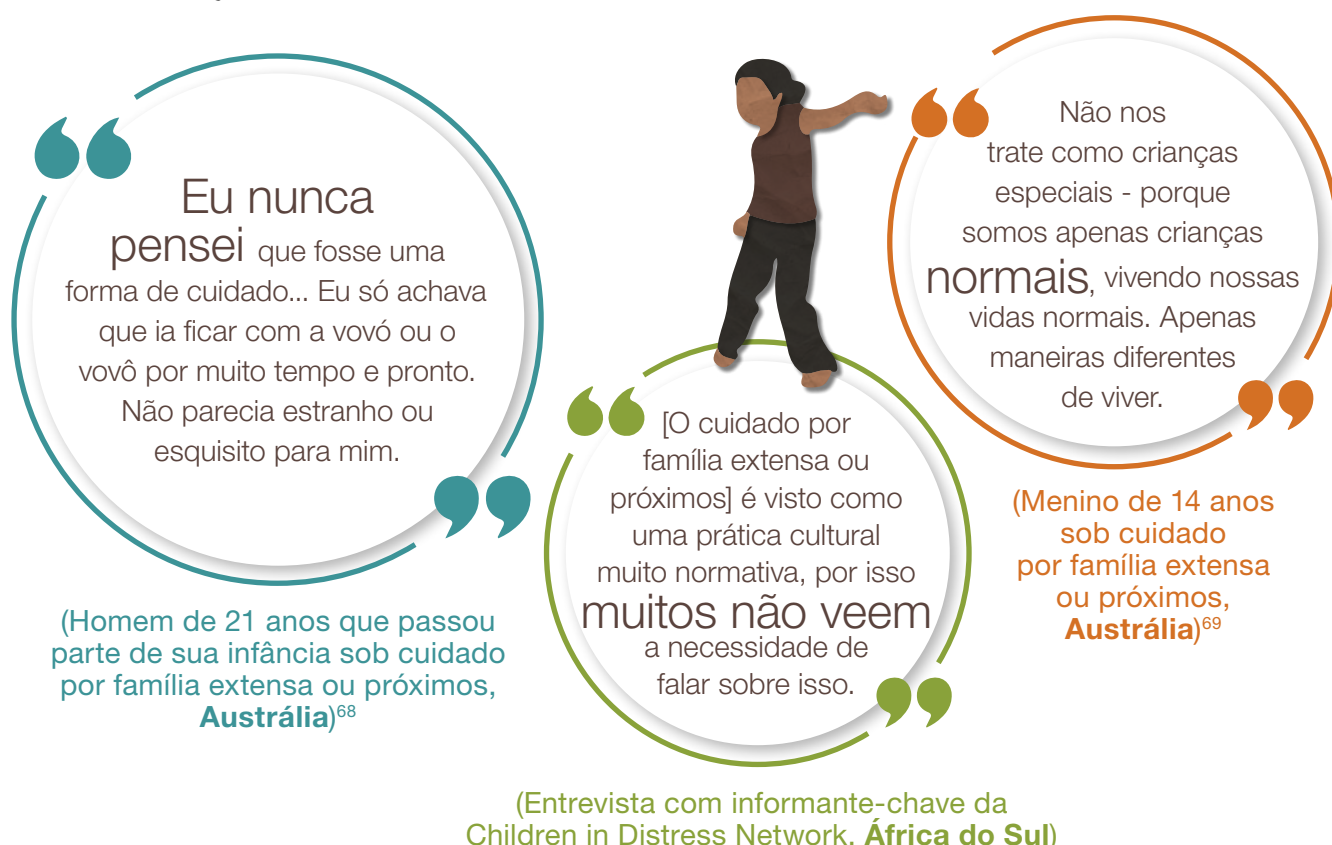 Eu nunca
pensei que fosse uma
forma de cuidado... Eu só achava
que ia ficar com a vovó ou o
vovô por muito tempo e pronto.
Não parecia estranho ou
esquisito para mim.
(Homem de 21 anos que passou
parte de sua infância sob cuidado
por família extensa ou próximos,
Austrália)68
[O cuidado por
família extensa ou
próximos] é visto como
uma prática cultural
muito normativa, por isso
muitos não veem
a necessidade de
falar sobre isso.
(Entrevista com informante-chave da
Children in Distress Network, África do Sul)
Não nos
trate como crianças
especiais - porque
somos apenas crianças
normais, vivendo nossas
vidas normais. Apenas
maneiras diferentes
de viver.
(Menino de 14 anos
sob cuidado
por família extensa
ou próximos,
Austrália)69